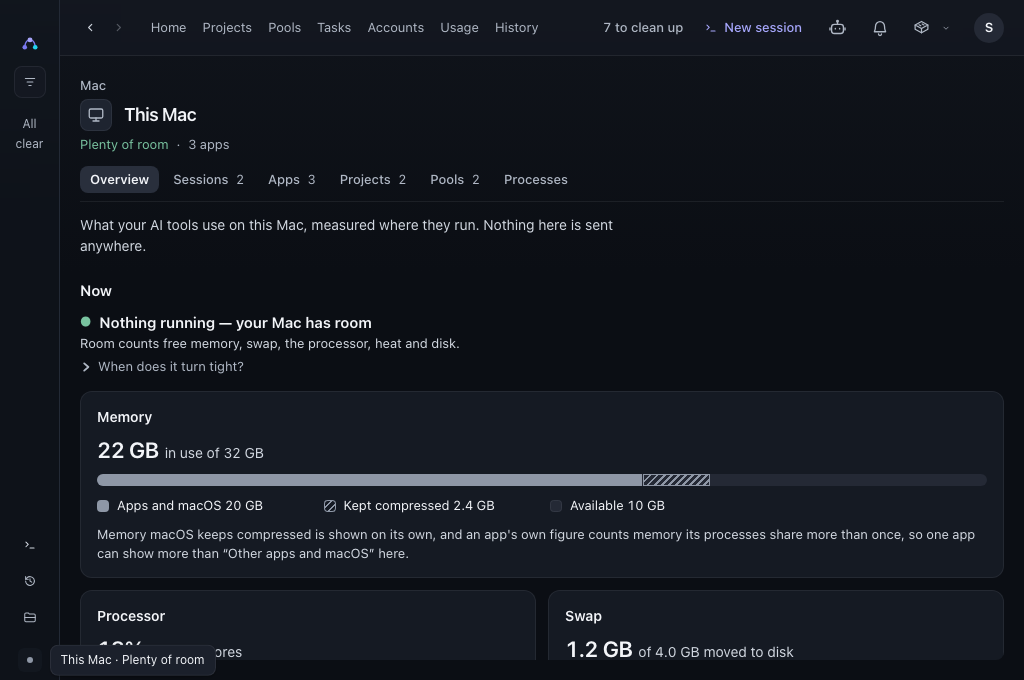 Home Projects Pools Tasks Accounts Usage History 7 to clean up New session S
All
clear
Mac
This Mac
Plenty of room · 3 apps
Overview Sessions 2 Apps 3 Projects 2 Pools 2 Processes
What your AI tools use on this Mac, measured where they run. Nothing here is sent
anywhere.
Now
Nothing running — your Mac has room
Room counts free memory, swap, the processor, heat and disk.
When does it turn tight?
Memory
22 GB in use of 32 GB
Apps and macOS 20 GB Kept compressed 2.4 GB Available 10 GB
Memory macOS keeps compressed is shown on its own, and an app's own figure counts memory its processes share more than once, so one app
can show more than “Other apps and macOS” here.
Processor
Swap
1.2 GB of 4.0 GB moved to disk
This Mac · Plenty of room